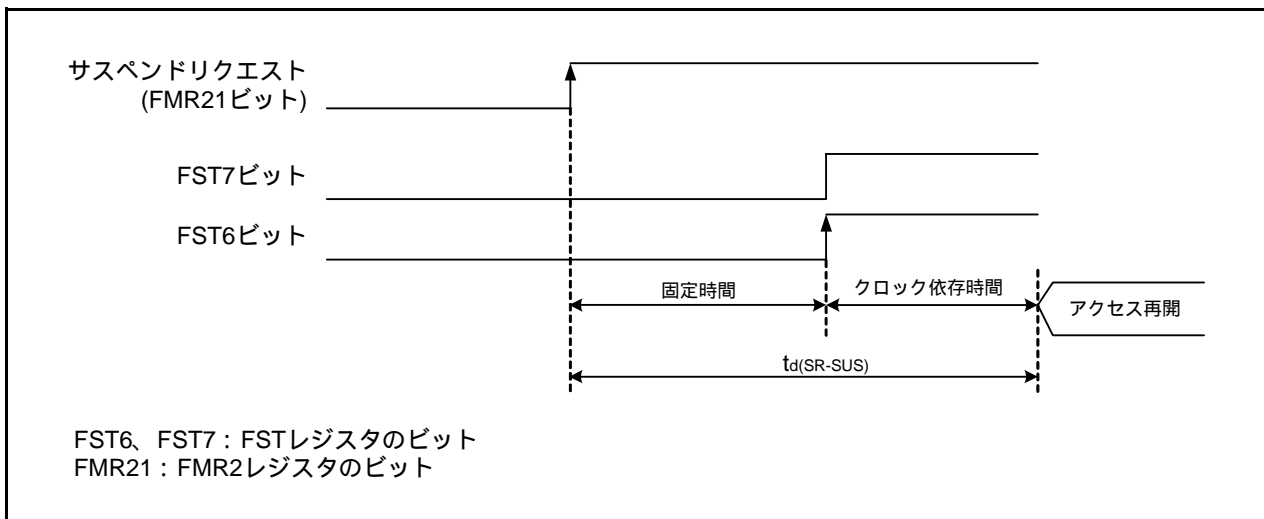 サスペンドリクエスト
(FMR21ビット)
FST7ビット
FST6ビット
固定時間
クロック依存時間
アクセス再開
td(SR-SUS)
FST6、FST7：FSTレジスタのビット
FMR21：FMR2レジスタのビット